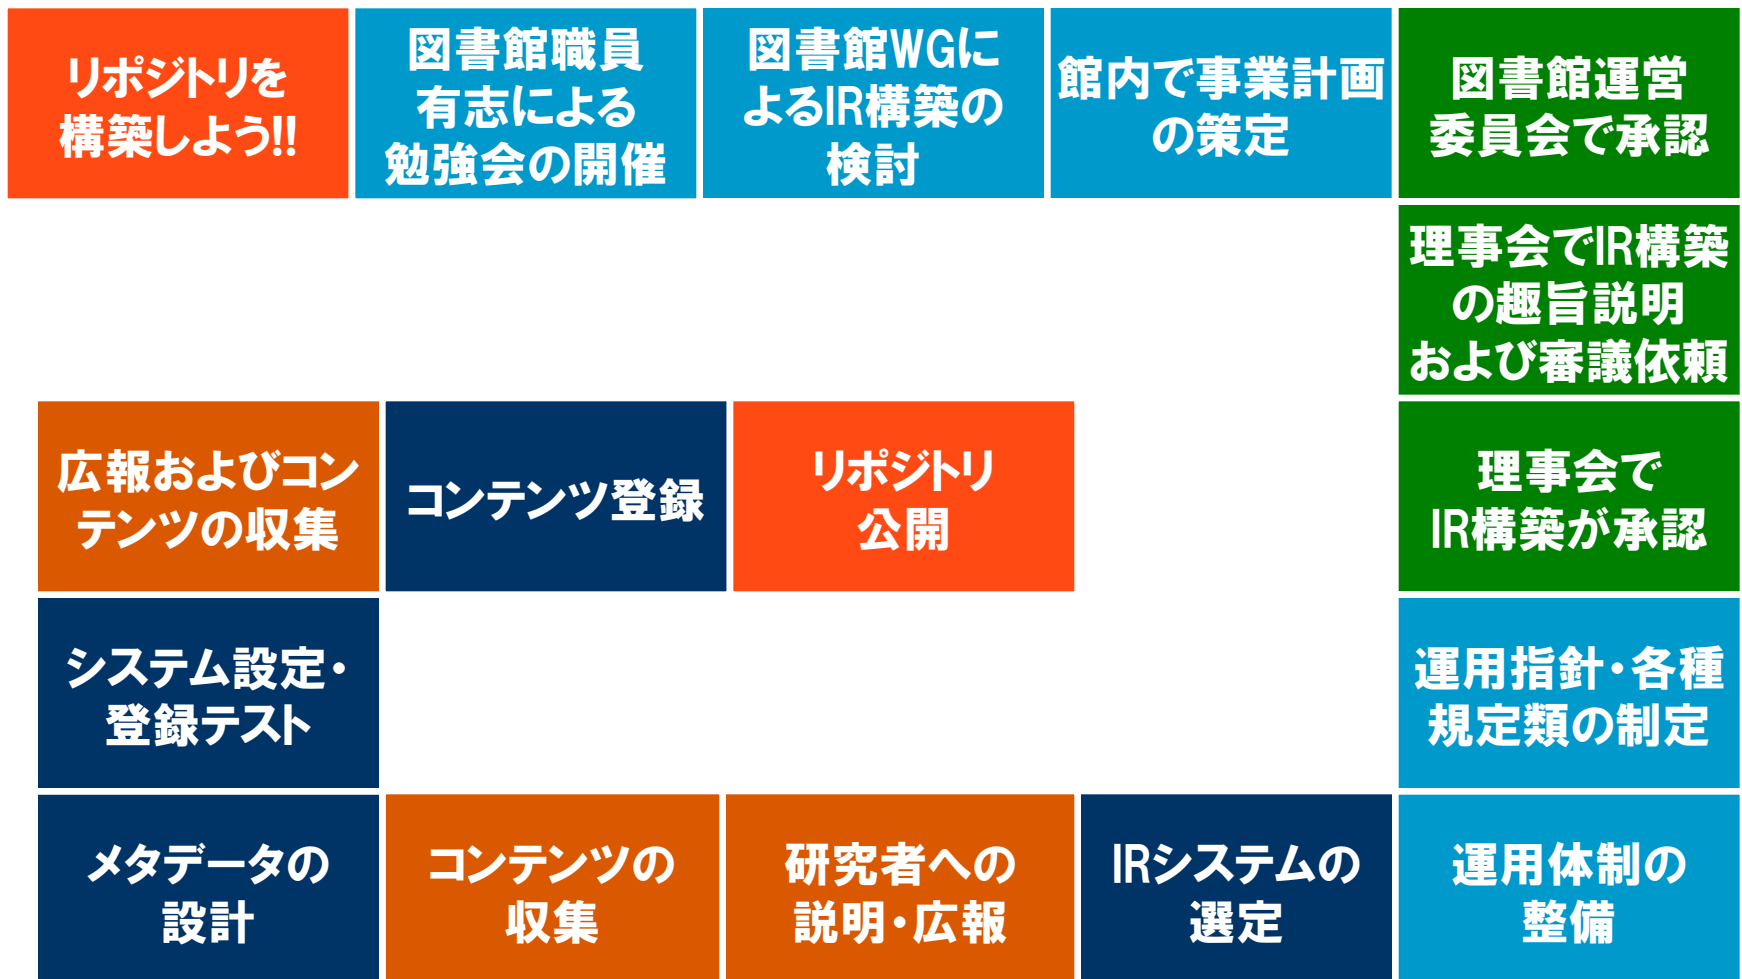 リポジトリを
構築しよう!!
図書館職員
有志による
勉強会の開催
図書館WGに
よるIR構築の
検討
館内で事業計画
の策定
図書館運営
委員会で承認
理事会でIR構築
の趣旨説明
および審議依頼
理事会で
IR構築が承認
運用指針・各種
規定類の制定
運用体制の
整備
IRシステムの
選定
研究者への
説明・広報
コンテンツの
収集
メタデータの
設計
システム設定・
登録テスト
広報およびコン
テンツの収集
コンテンツ登録
リポジトリ
公開